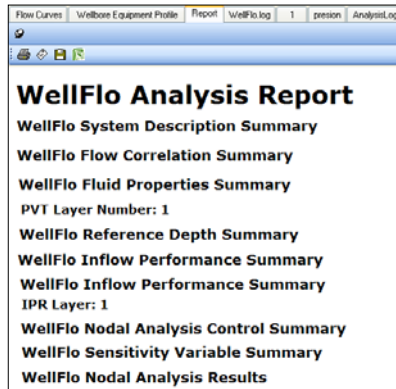 Flow Curves Wellbore Equipment Profile Report WellFlo.log 1 presion AnalysisLog
WellFlo Analysis Report
WellFlo System Description Summary
WellFlo Flow Correlation Summary
WellFlo Fluid Properties Summary
PVT Layer Number: 1
WellFlo Reference Depth Summary
WellFlo Inflow Performance Summary
WellFlo Inflow Performance Summary
IPR Layer: 1
WellFlo Nodal Analysis Control Summary
WellFlo Sensitivity Variable Summary
WellFlo Nodal Analysis Results